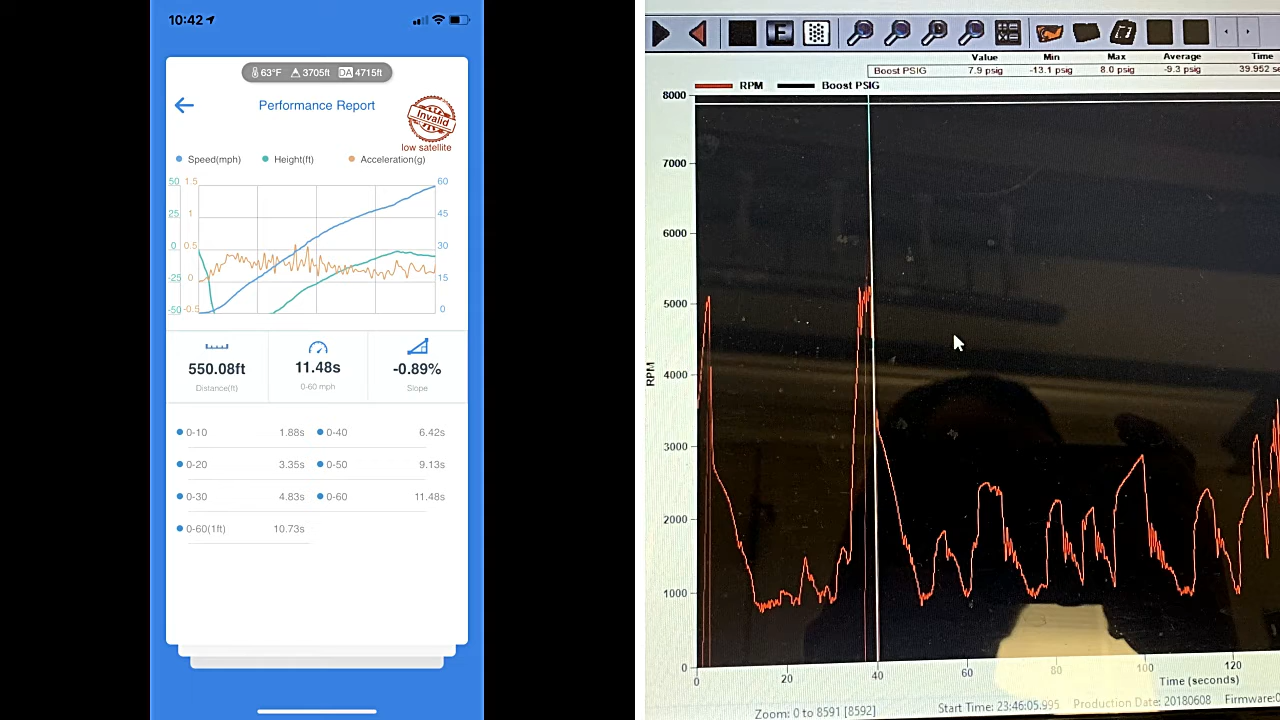 10:42
63°F 3705ft DA 4715ft
Performance Report
Invalid
low satellite
Speed(mph) Height(ft) Acceleration(g)
50 1.5 60
25 1 45
0 0.5 30
-25 0 15
-50 -0.5 0
550.08ft 11.48s -0.89%
Distance(ft) 0-60 mph Slope
0-10 1.88s 0-40 6.42s
0-20 3.35s 0-50 9.13s
0-30 4.83s 0-60 11.48s
0-60(1ft) 10.73s
E
Value Min Max Average Time
Boost PSIG 7.9 psig -13.1 psig 8.0 psig -9.3 psig 39.952 se
RPM Boost PSIG
8000
7000
6000
5000
4000
RPM
3000
2000
1000
0
0 20 40 60 80 100 120
Time (seconds)
Zoom: 0 to 8591 [8592] Start Time: 23:46:05.995 Production Date: 20180608 Firmware:0